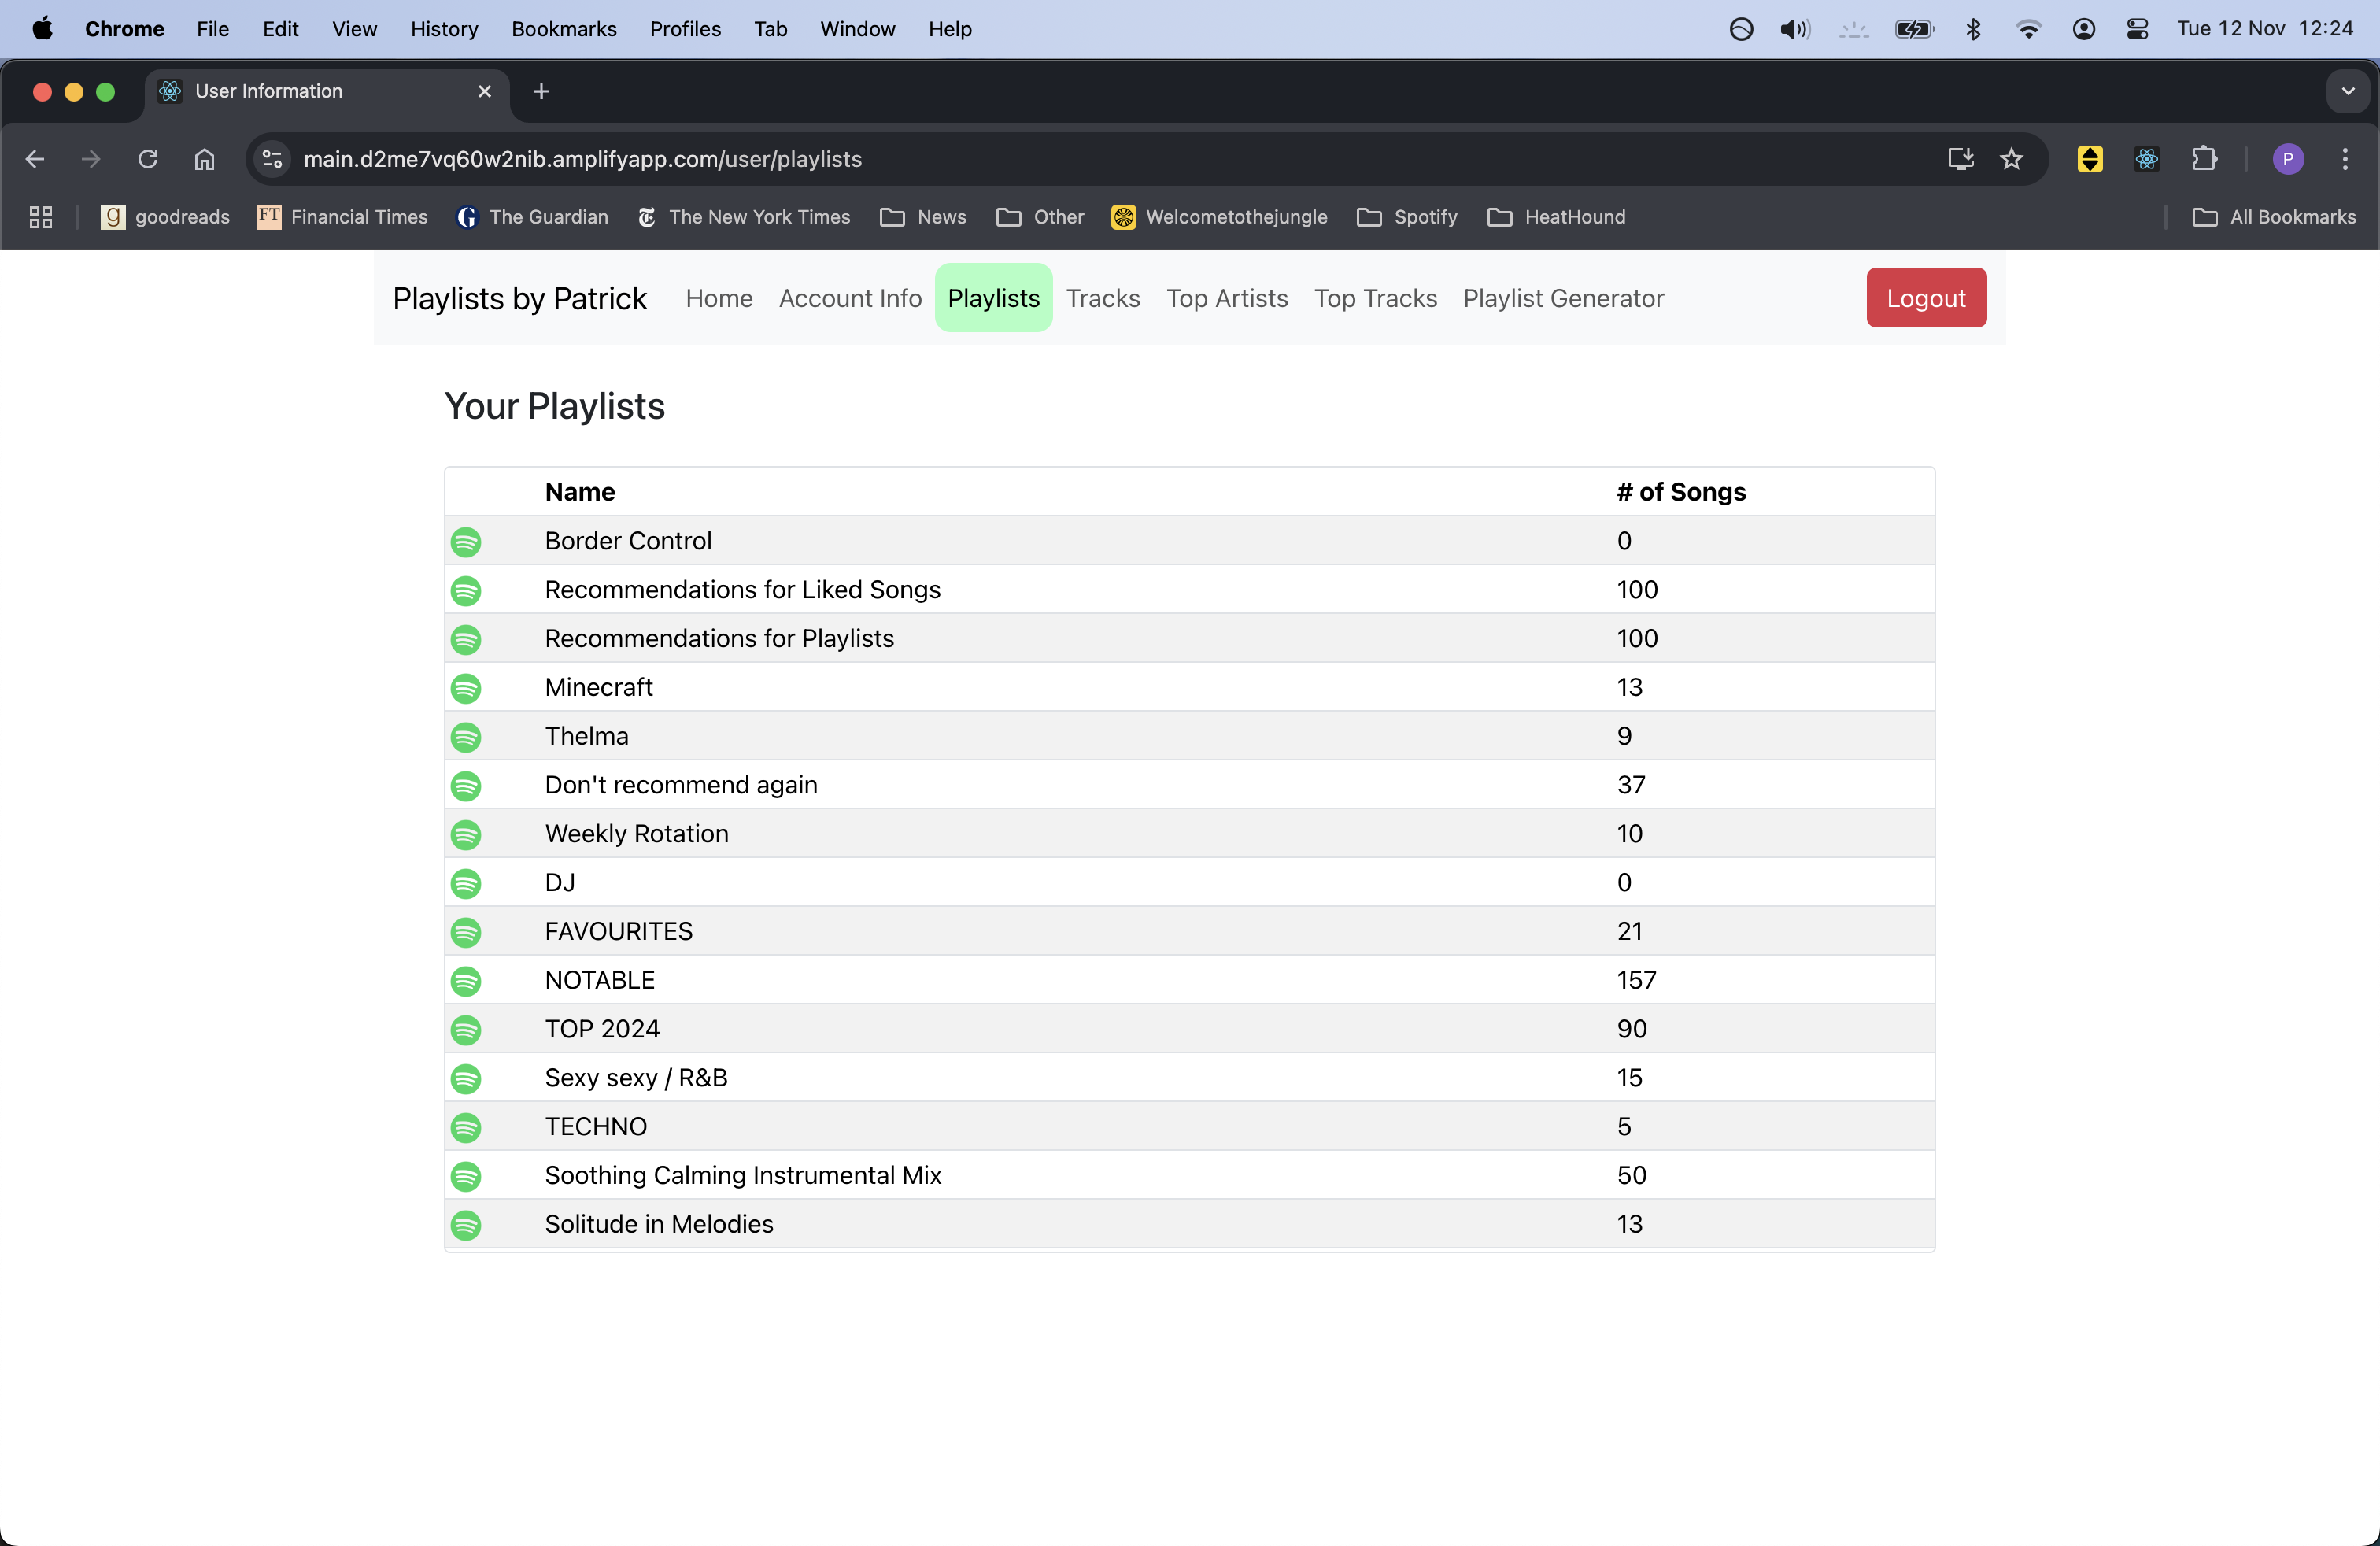 Chrome File Edit View History Bookmarks Profiles Tab Window Help Tue 12 Nov 12:24
User Information
main.d2me7vq60w2nib.amplifyapp.com/user/playlists P
g goodreads FT Financial Times G The Guardian The New York Times News Other Welcometothejungle Spotify HeatHound All Bookmarks
Playlists by Patrick Home Account Info Playlists Tracks Top Artists Top Tracks Playlist Generator Logout
Your Playlists
Name # of Songs
Border Control 0
Recommendations for Liked Songs 100
Recommendations for Playlists 100
Minecraft 13
Thelma 9
Don't recommend again 37
Weekly Rotation 10
DJ 0
FAVOURITES 21
NOTABLE 157
TOP 2024 90
Sexy sexy / R&B 15
TECHNO 5
Soothing Calming Instrumental Mix 50
Solitude in Melodies 13